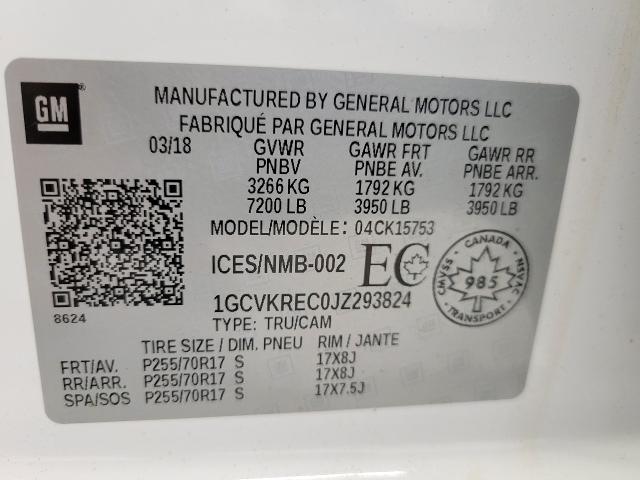 GM
MANUFACTURED BY GENERAL MOTORS LLC
FABRIQUÉ PAR GENERAL MOTORS LLC
03/18 GVWR GAWR FRT GAWR RR
PNBV PNBE AV. PNBE ARR.
3266 KG 1792 KG 1792 KG
7200 LB 3950 LB 3950 LB
MODEL/MODÈLE: 04CK15753
ICES/NMB-002 EC
CANADA
CMVSS 985 NSVAC
8624
1GCVKREC0JZ293824
TYPE: TRU/CAM
TIRE SIZE / DIM. PNEU RIM / JANTE
FRT/AV. P255/70R17 S 17X8J
RR/ARR. P255/70R17 S 17X8J
SPA/SOS P255/70R17 S 17X7.5J